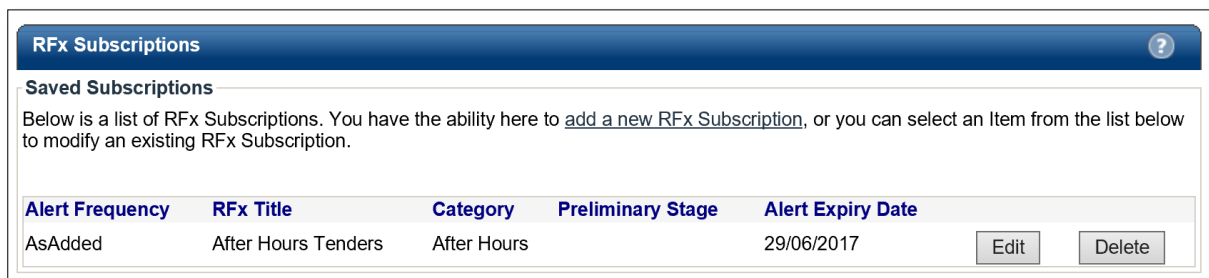 RFx Subscriptions ?
Saved Subscriptions
Below is a list of RFx Subscriptions. You have the ability here to add a new RFx Subscription, or you can select an Item from the list below
to modify an existing RFx Subscription.
Alert Frequency RFx Title Category Preliminary Stage Alert Expiry Date
AsAdded After Hours Tenders After Hours 29/06/2017 Edit Delete